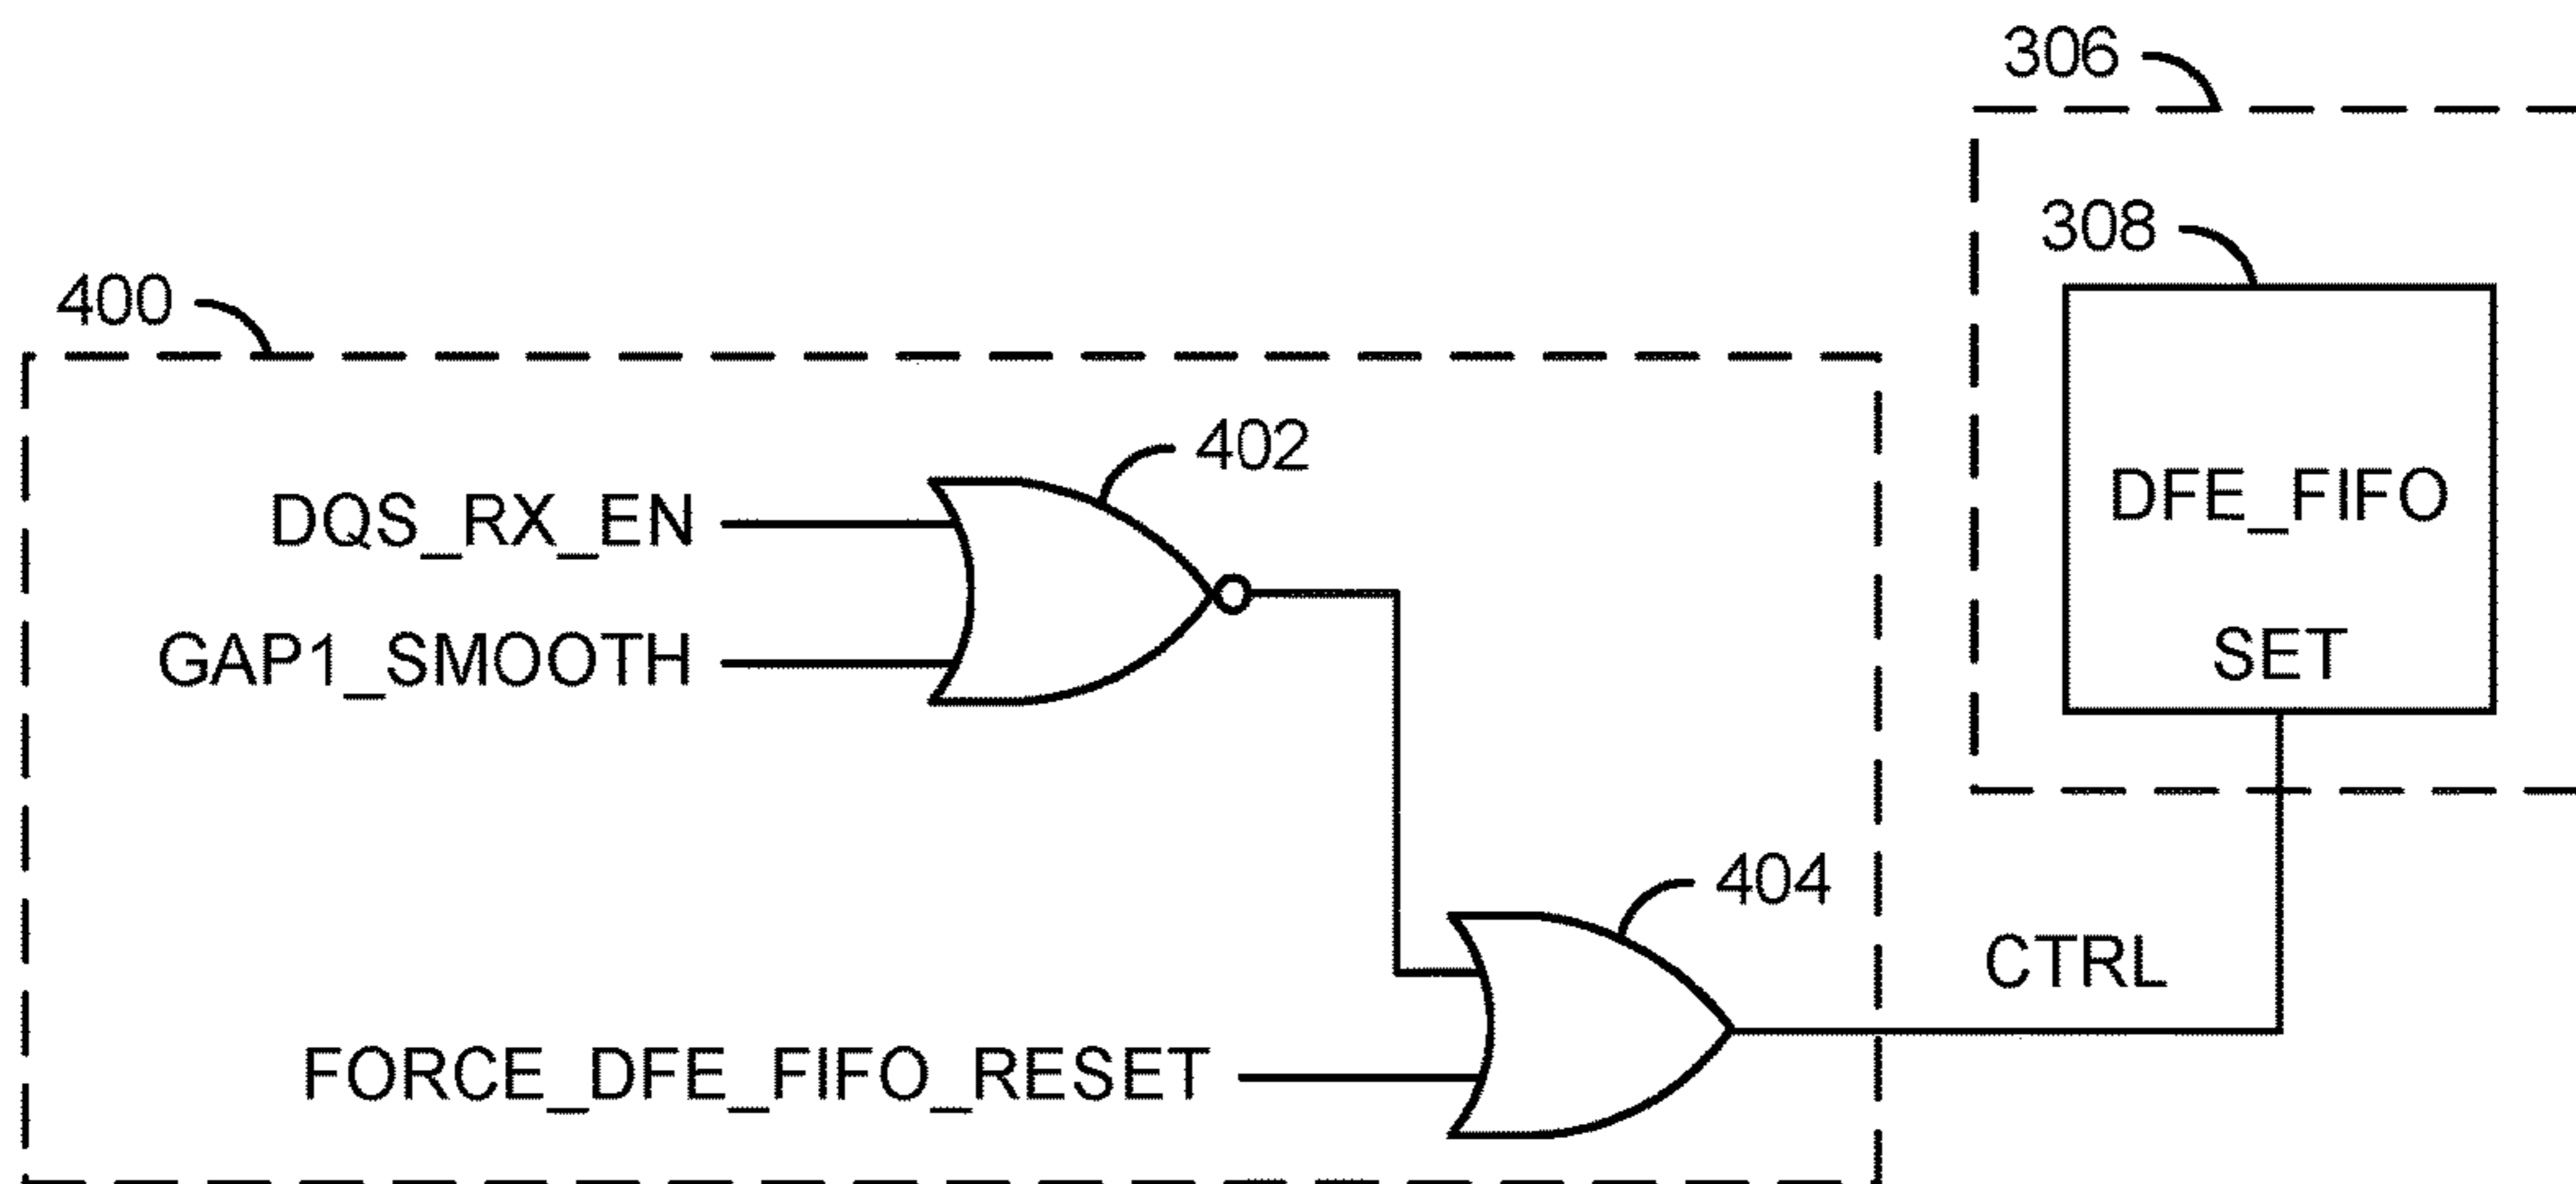 306
308
400
402
DQS_RX_EN
DFE_FIFO
GAP1_SMOOTH
SET
404
CTRL
FORCE_DFE_FIFO_RESET